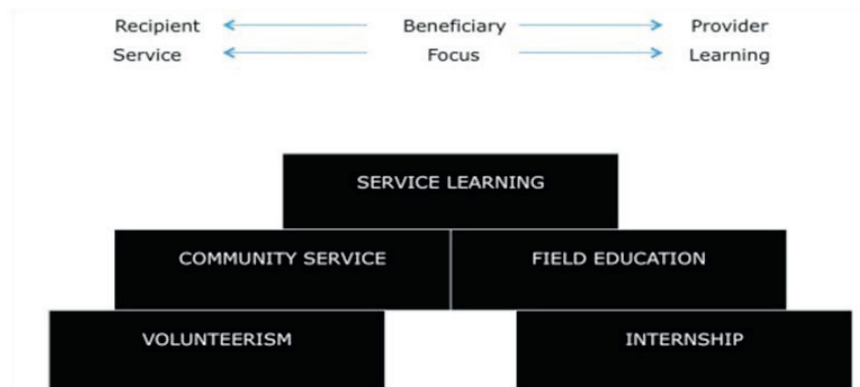 Recipient Beneficiary Provider
Service Focus Learning
SERVICE LEARNING
COMMUNITY SERVICE FIELD EDUCATION
VOLUNTEERISM INTERNSHIP